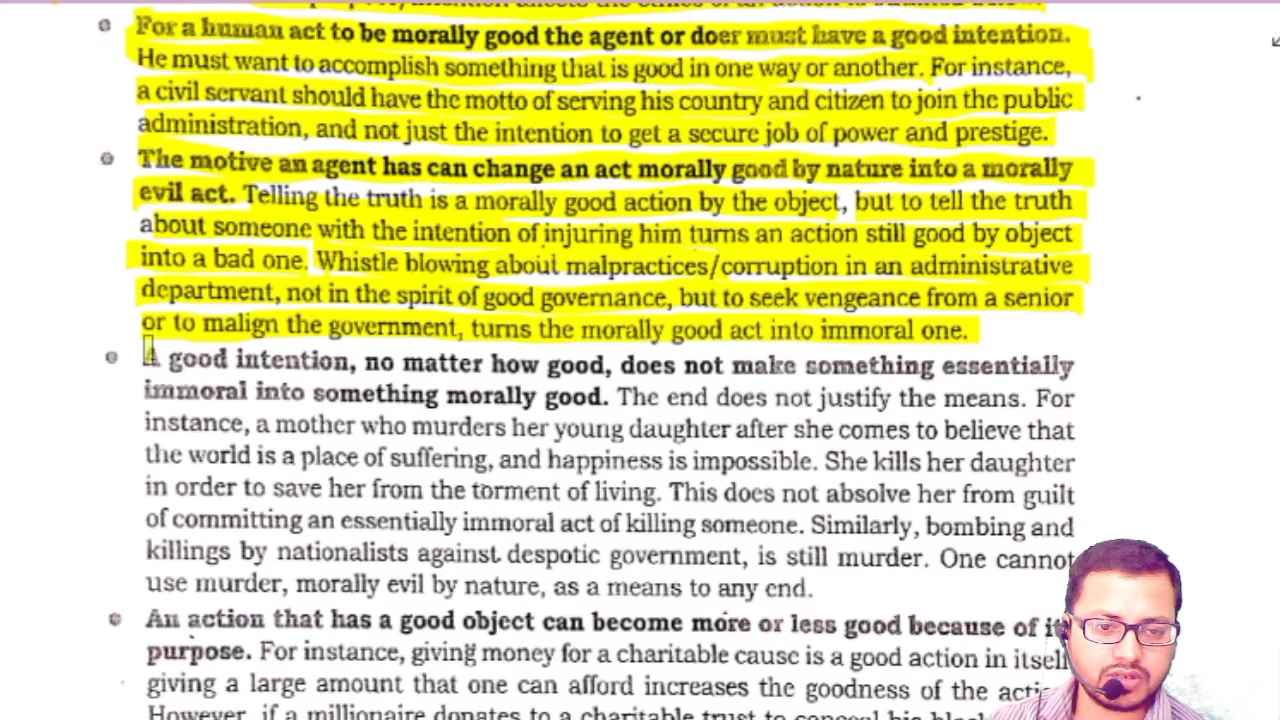 For a human act to be morally good the agent or doer must have a good intention.
He must want to accomplish something that is good in one way or another. For instance,
a civil servant should have the motto of serving his country and citizen to join the public
administration, and not just the intention to get a secure job of power and prestige.
The motive an agent has can change an act morally good by nature into a morally
evil act. Telling the truth is a morally good action by the object, but to tell the truth
about someone with the intention of injuring him turns an action still good by object
into a bad one. Whistle blowing about malpractices/corruption in an administrative
department, not in the spirit of good governance, but to seek vengeance from a senior
or to malign the government, turns the morally good act into immoral one.
A good intention, no matter how good, does not make something essentially
immoral into something morally good. The end does not justify the means. For
instance, a mother who murders her young daughter after she comes to believe that
the world is a place of suffering, and happiness is impossible. She kills her daughter
in order to save her from the torment of living. This does not absolve her from guilt
of committing an essentially immoral act of killing someone. Similarly, bombing and
killings by nationalists against despotic government, is still murder. One cannot
use murder, morally evil by nature, as a means to any end.
An action that has a good object can become more or less good because of
purpose. For instance, giving money for a charitable cause is a good action in itself
giving a large amount that one can afford increases the goodness of the
However, if a millionaire donates to a charitable trust to conceal his